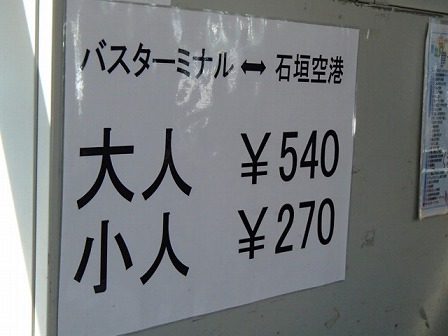 バスターミナル ↔ 石垣空港
大人 ￥540
小人 ￥270